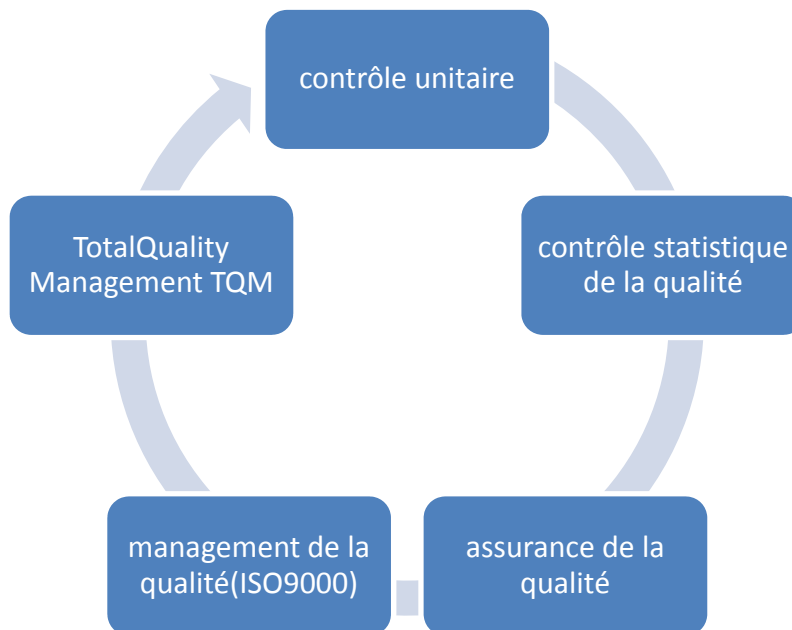 contrôle unitaire
contrôle statistique
de la qualité
assurance de la
qualité
management de la
qualité(ISO9000)
TotalQuality
Management TQM